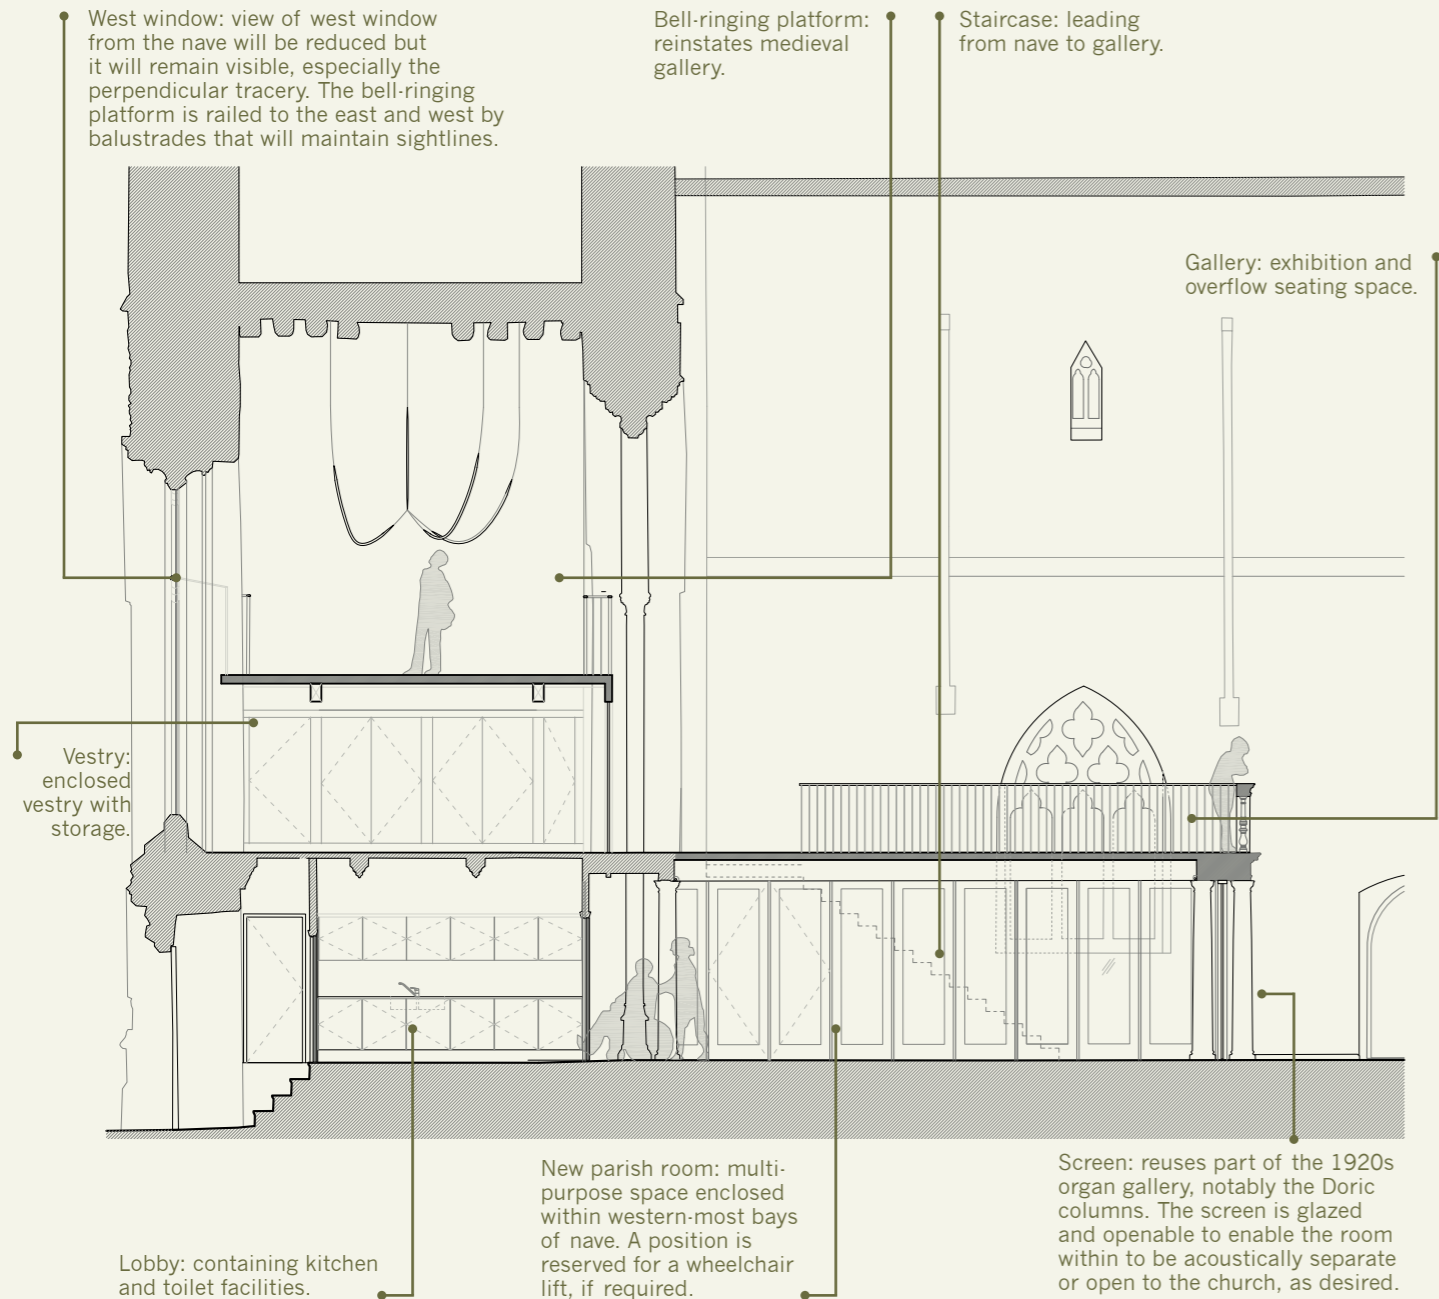 West window: view of west window
from the nave will be reduced but
it will remain visible, especially the
perpendicular tracery. The bell-ringing
platform is railed to the east and west by
balustrades that will maintain sightlines.
Bell-ringing platform:
reinstates medieval
gallery.
Staircase: leading
from nave to gallery.
Gallery: exhibition and
overflow seating space.
Vestry:
enclosed
vestry with
storage.
Lobby: containing kitchen
and toilet facilities.
New parish room: multi-
purpose space enclosed
within western-most bays
of nave. A position is
reserved for a wheelchair
lift, if required.
Screen: reuses part of the 1920s
organ gallery, notably the Doric
columns. The screen is glazed
and openable to enable the room
within to be acoustically separate
or open to the church, as desired.